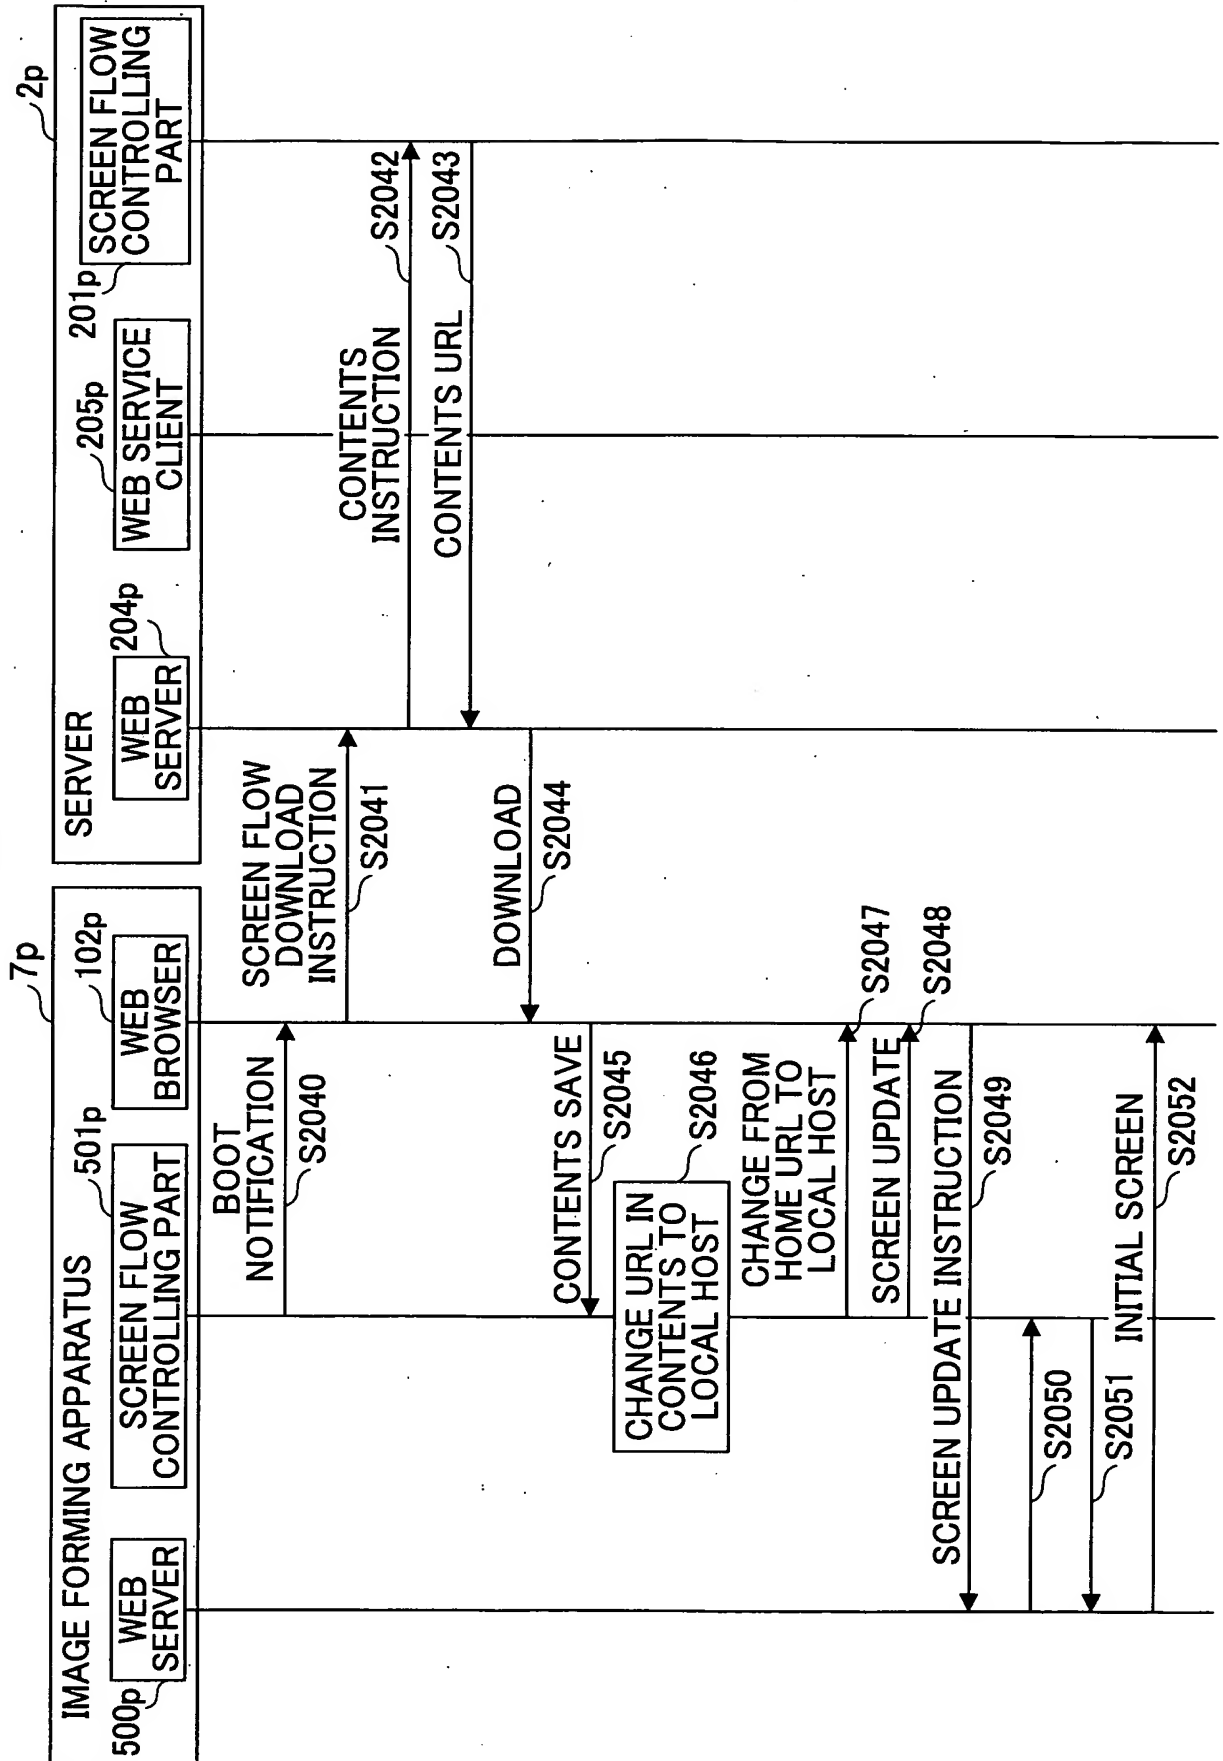 IMAGE FORMING APPARATUS
7p
500p
WEB
SERVER
SCREEN FLOW
CONTROLLING PART
501p
WEB
BROWSER
102p
SERVER
2p
WEB
SERVER
204p
WEB SERVICE
CLIENT
205p
201p
SCREEN FLOW
CONTROLLING
PART
BOOT
NOTIFICATION
S2040
SCREEN FLOW
DOWNLOAD
INSTRUCTION
S2041
CONTENTS
INSTRUCTION
S2042
CONTENTS URL
S2043
DOWNLOAD
S2044
CONTENTS SAVE
S2045
CHANGE URL IN
CONTENTS TO
LOCAL HOST
S2046
CHANGE FROM
HOME URL TO
LOCAL HOST
S2047
SCREEN UPDATE
S2048
SCREEN UPDATE INSTRUCTION
S2049
S2050
S2051
INITIAL SCREEN
S2052